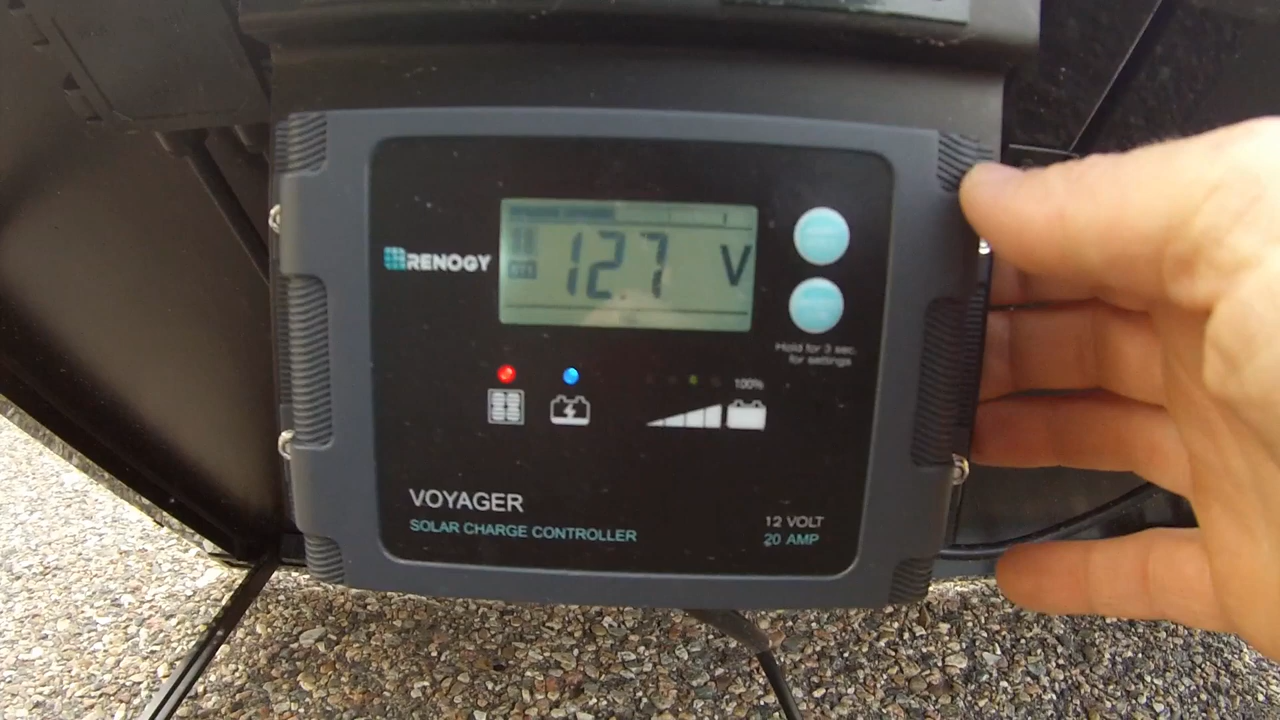 12.7 V
RENOGY
Hold for 3 sec.
for settings
100%
VOYAGER
SOLAR CHARGE CONTROLLER
12 VOLT
20 AMP